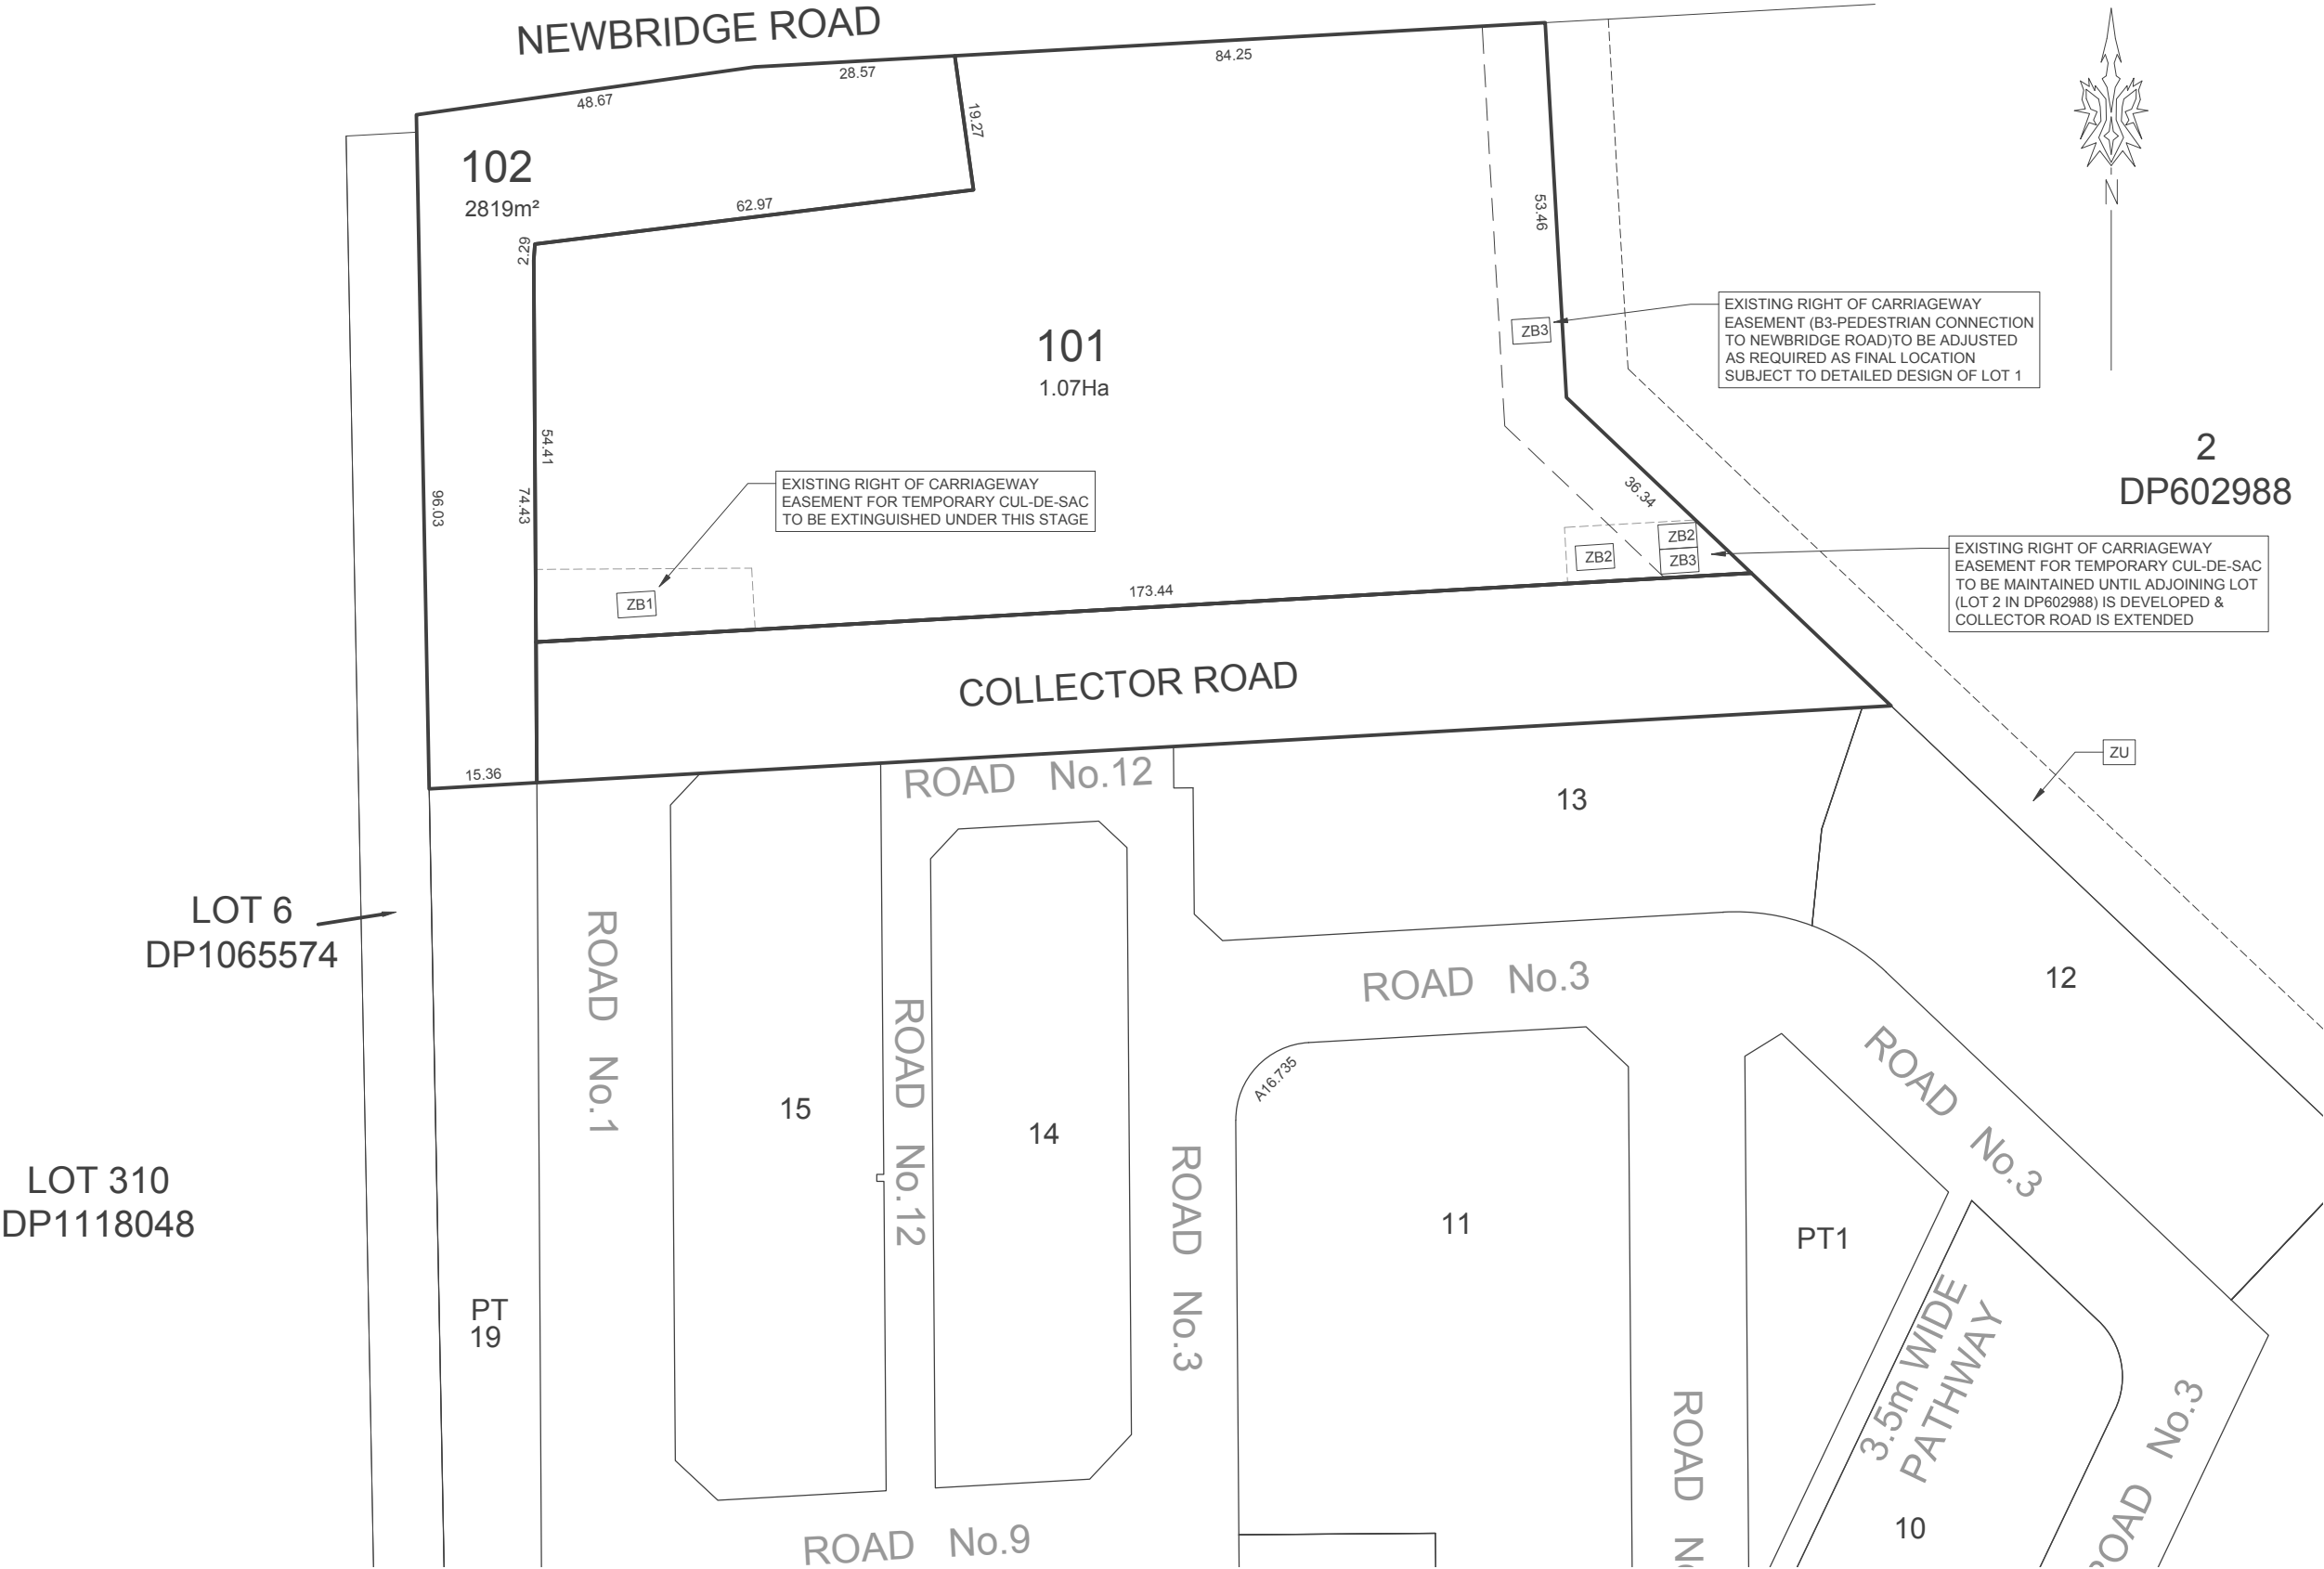 NEWBRIDGE ROAD
84.25
28.57
48.67
19.27
102
2819m²
62.97
2.29
53.46
N
ZB3
EXISTING RIGHT OF CARRIAGEWAY
EASEMENT (B3-PEDESTRIAN CONNECTION
TO NEWBRIDGE ROAD)TO BE ADJUSTED
AS REQUIRED AS FINAL LOCATION
SUBJECT TO DETAILED DESIGN OF LOT 1
101
1.07Ha
2
DP602988
54.41
96.03
74.43
EXISTING RIGHT OF CARRIAGEWAY
EASEMENT FOR TEMPORARY CUL-DE-SAC
TO BE EXTINGUISHED UNDER THIS STAGE
36.34
ZB2
ZB2
ZB3
EXISTING RIGHT OF CARRIAGEWAY
EASEMENT FOR TEMPORARY CUL-DE-SAC
TO BE MAINTAINED UNTIL ADJOINING LOT
(LOT 2 IN DP602988) IS DEVELOPED &
COLLECTOR ROAD IS EXTENDED
ZB1
173.44
COLLECTOR ROAD
ZU
15.36
ROAD No.12
13
LOT 6
DP1065574
ROAD No.1
ROAD No.3
12
ROAD No.12
A16.735
ROAD No.3
15
14
ROAD No.3
11
PT1
LOT 310
DP1118048
PT
19
3.5m WIDE
PATHWAY
ROAD No.3
ROAD
10
ROAD No.9